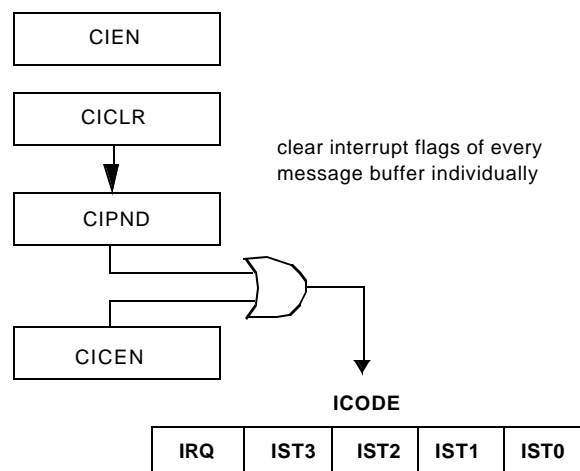 CIEN
CICLR
clear interrupt flags of every
message buffer individually
CIPND
CICEN
ICODE
IRQ IST3 IST2 IST1 IST0